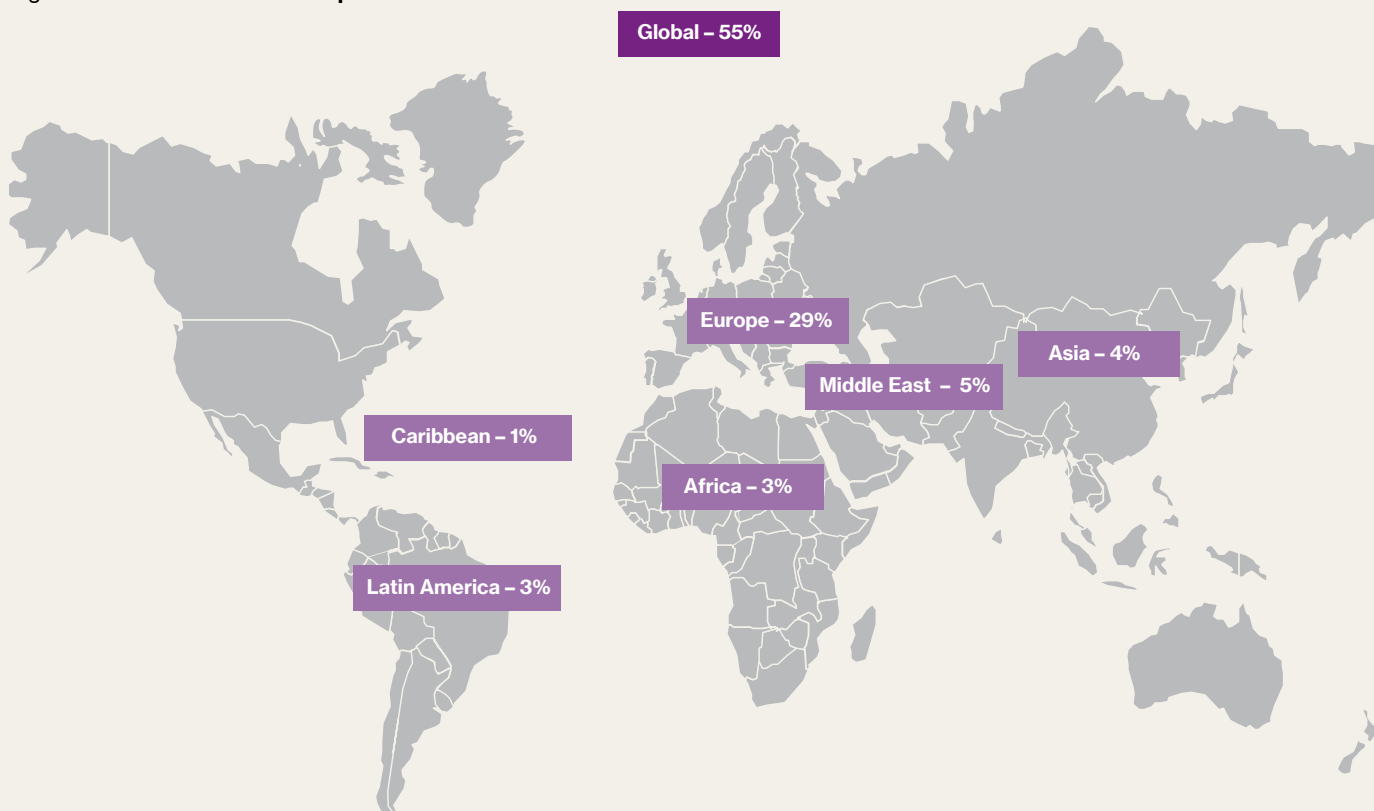 Global – 55%
Europe – 29%
Asia – 4%
Middle East – 5%
Caribbean – 1%
Africa – 3%
Latin America – 3%